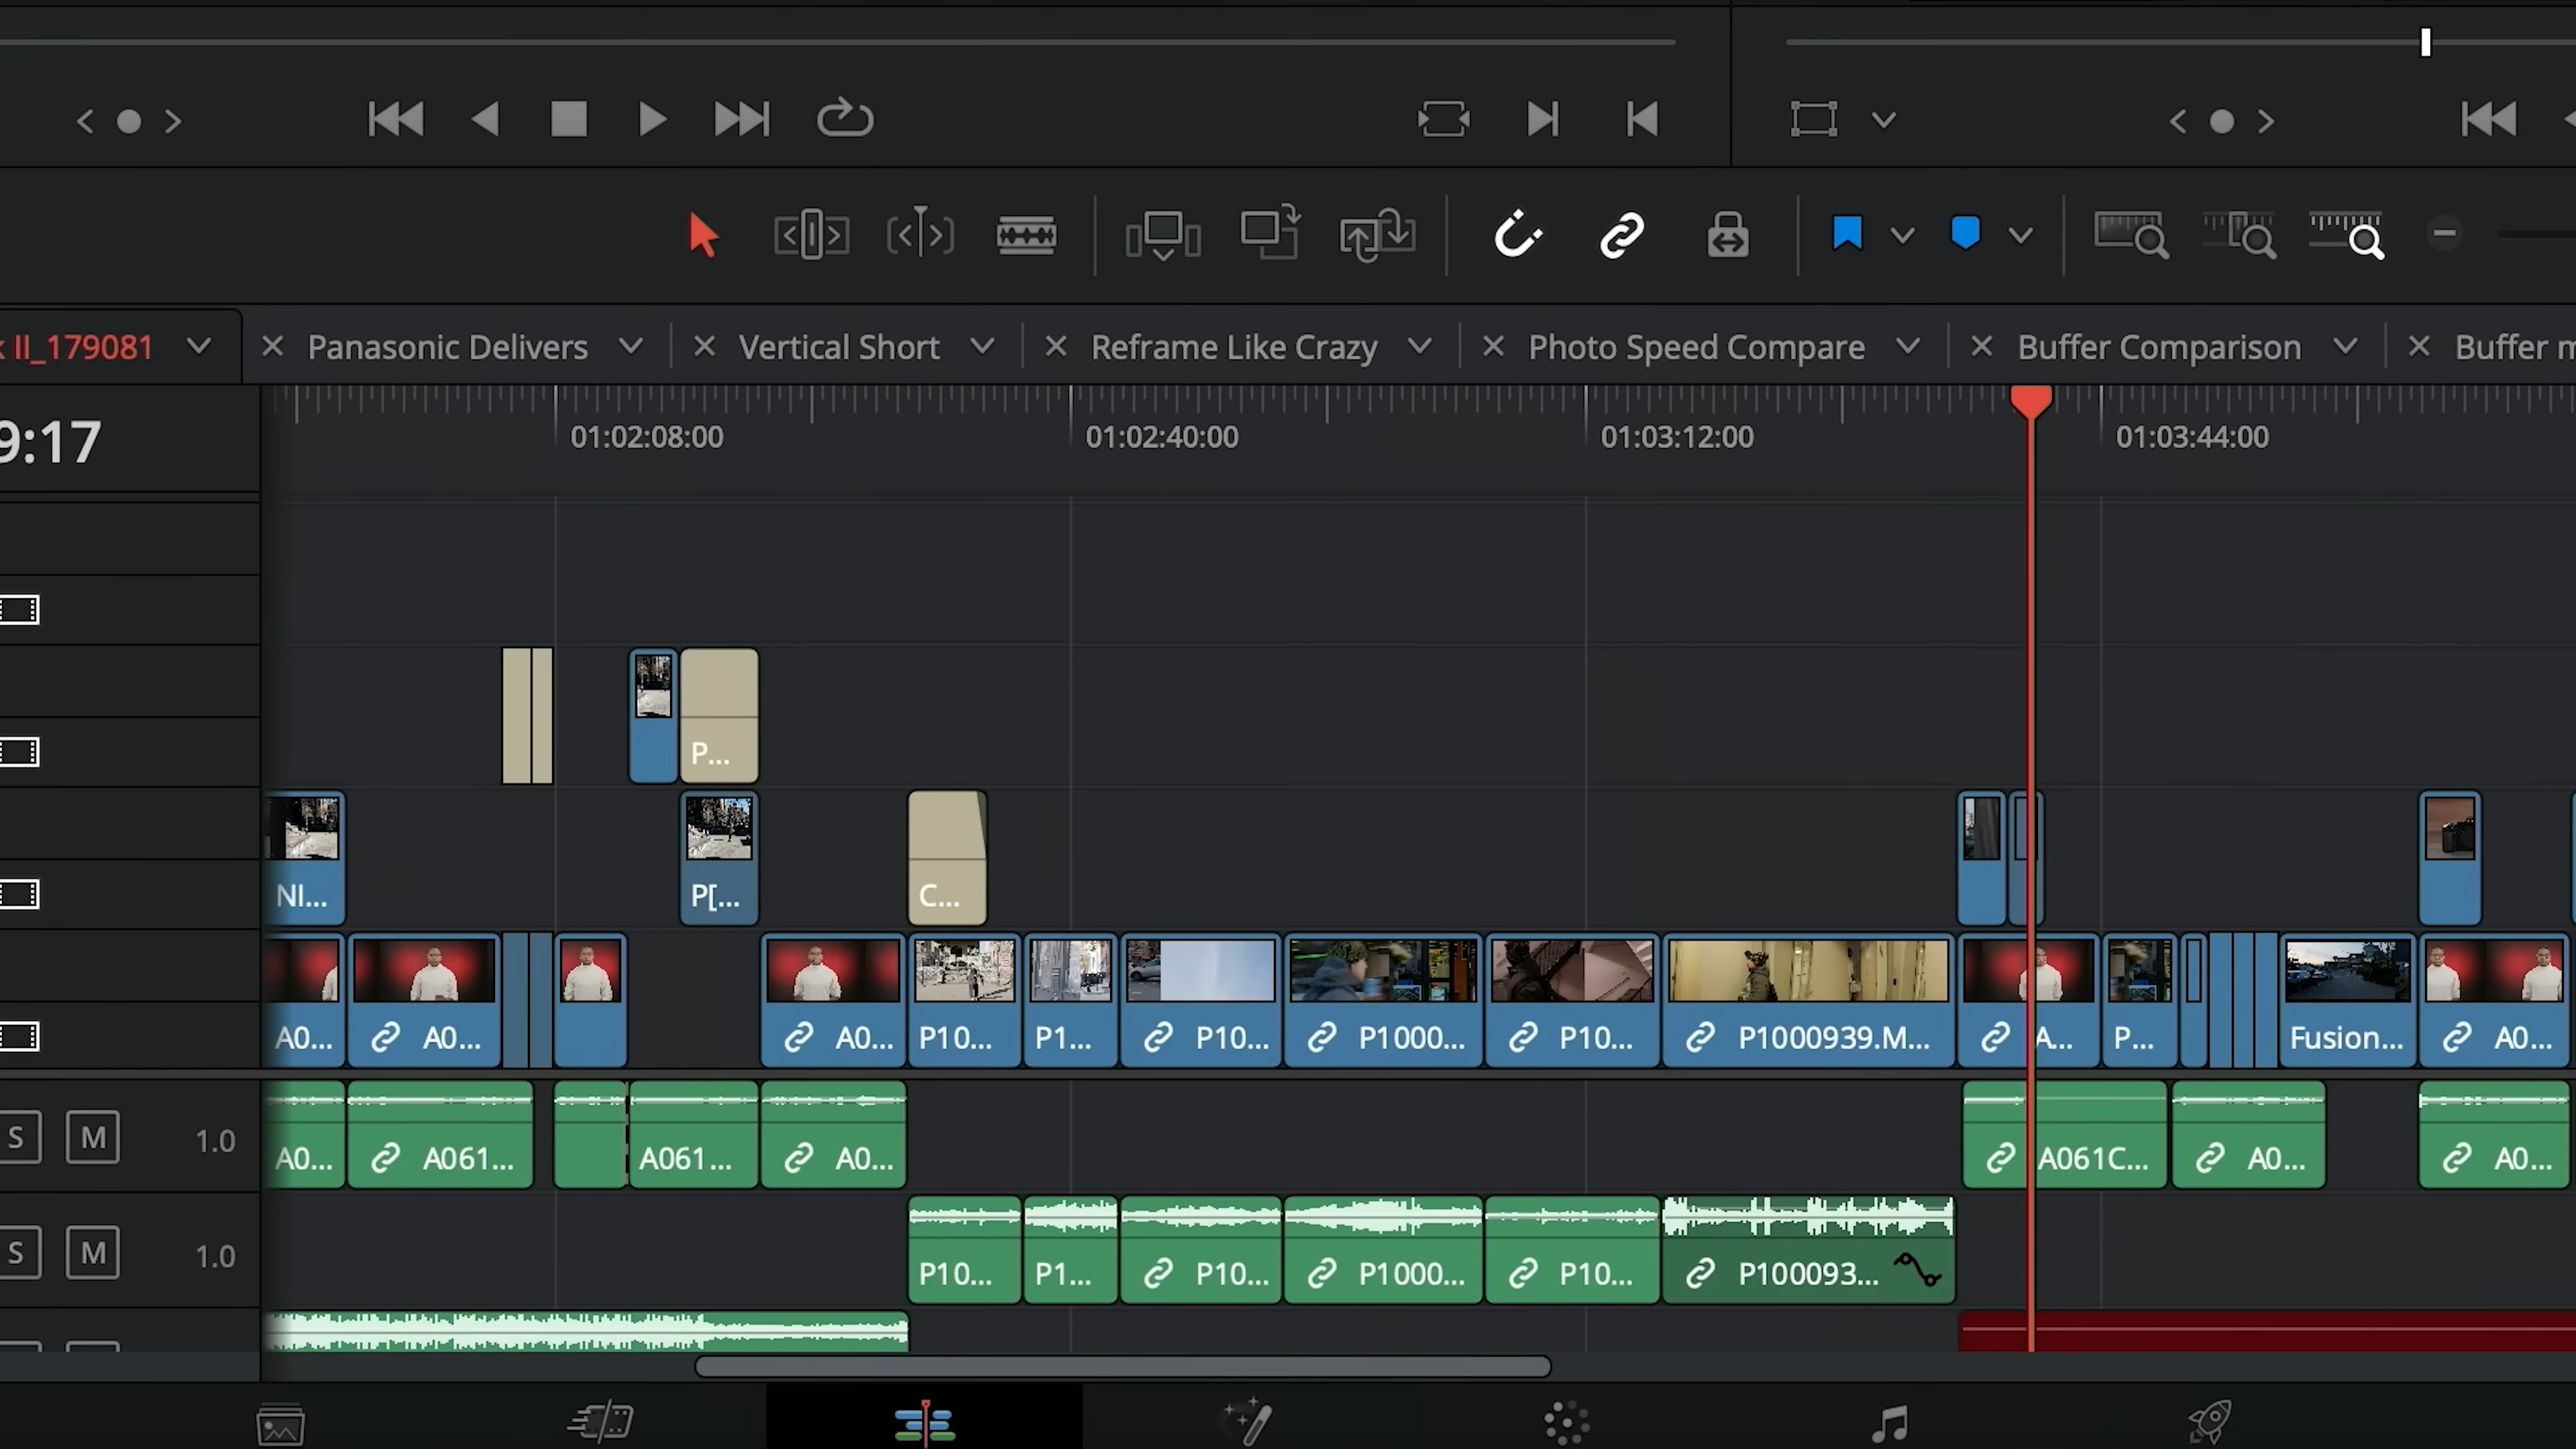 k II_179081
Panasonic Delivers
Vertical Short
Reframe Like Crazy
Photo Speed Compare
Buffer Comparison
Buffer
9:17
01:02:08:00
01:02:40:00
01:03:12:00
01:03:44:00
P...
NI...
P[...
C...
A0...
A0...
A0...
P10...
P1...
P10...
P1000...
P10...
P1000939.M...
A...
P...
Fusion...
A0...
S
M
1.0
A0...
A061...
A061...
A0...
A061C...
A0...
A0...
S
M
1.0
P10...
P1...
P10...
P1000...
P10...
P100093...